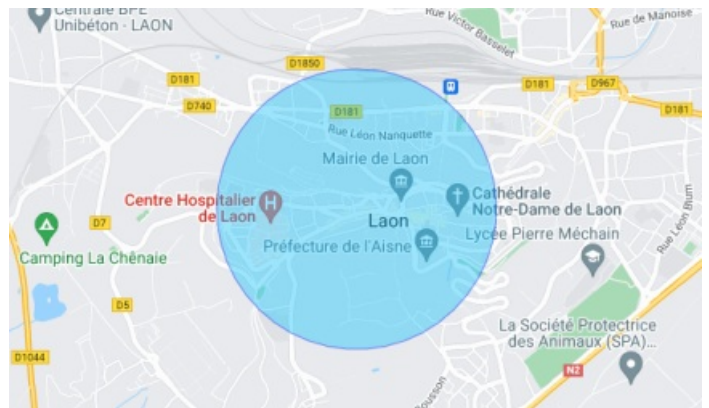 Centrale BPE
Unibéton - LAON
Rue Victor Basselet
Rue de Manoise
D1850
D181
D181
D967
D740
D181
D181
Rue Léon Nanquette
Mairie de Laon
Centre Hospitalier
de Laon
Cathédrale
Notre-Dame de Laon
D7
Laon
Préfecture de l'Aisne
Lycée Pierre Méchain
Rue Léon Blum
Camping La Chênaie
D5
La Société Protectrice
des Animaux (SPA)...
D1044
N2